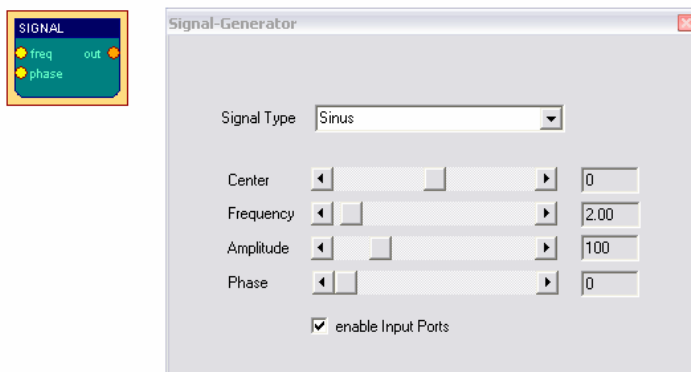 SIGNAL
freq out
phase
Signal-Generator
Signal Type Sinus
Center 0
Frequency 2.00
Amplitude 100
Phase 0
enable Input Ports